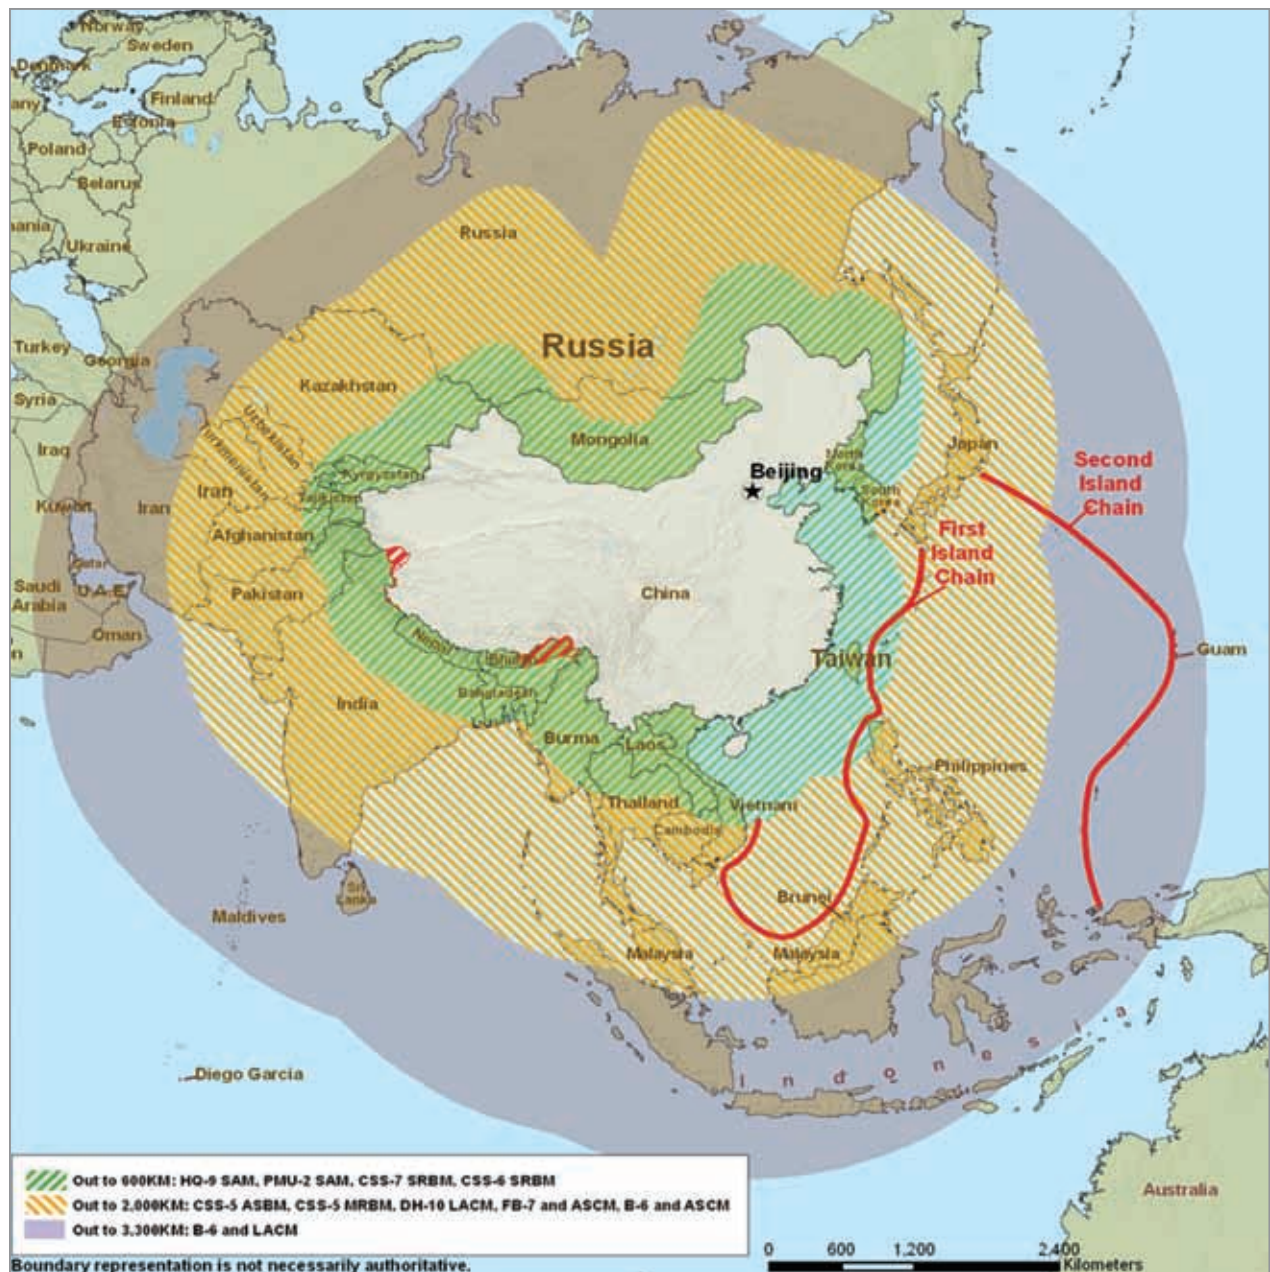 Norway
Sweden
Denmark
Finland
any
Estonia
Poland
Belarus
ania
Ukraine
Russia
Turkey
Georgia
Russia
Syria
Kazakhstan
Uzbekistan
Turkmenistan
Mongolia
Iraq
Kyrgyzstan
North
Korea
Japan
Beijing
Second
Island
Chain
Tajikistan
South
Korea
Kuwait
Iran
Iran
First
Island
Chain
Afghanistan
Qatar
Saudi
Arabia
U.A.E.
Pakistan
China
Oman
n
Nepal
Bhutan
Taiwan
Guam
Bangladesh
India
Burma
Laos
Philippines
Thailand
Vietnam
Cambodia
Sri
Lanka
Brunei
Maldives
Malaysia
Malaysia
Indonesia
Diego Garcia
Australia
Out to 600KM: HQ-9 SAM, PMU-2 SAM, CSS-7 SRBM, CSS-6 SRBM
Out to 2,000KM: CSS-5 ASBM, CSS-5 MRBM, DH-10 LACM, FB-7 and ASCM, B-6 and ASCM
Out to 3,300KM: B-6 and LACM
0 600 1,200 2,400
Kilometers
Boundary representation is not necessarily authoritative.